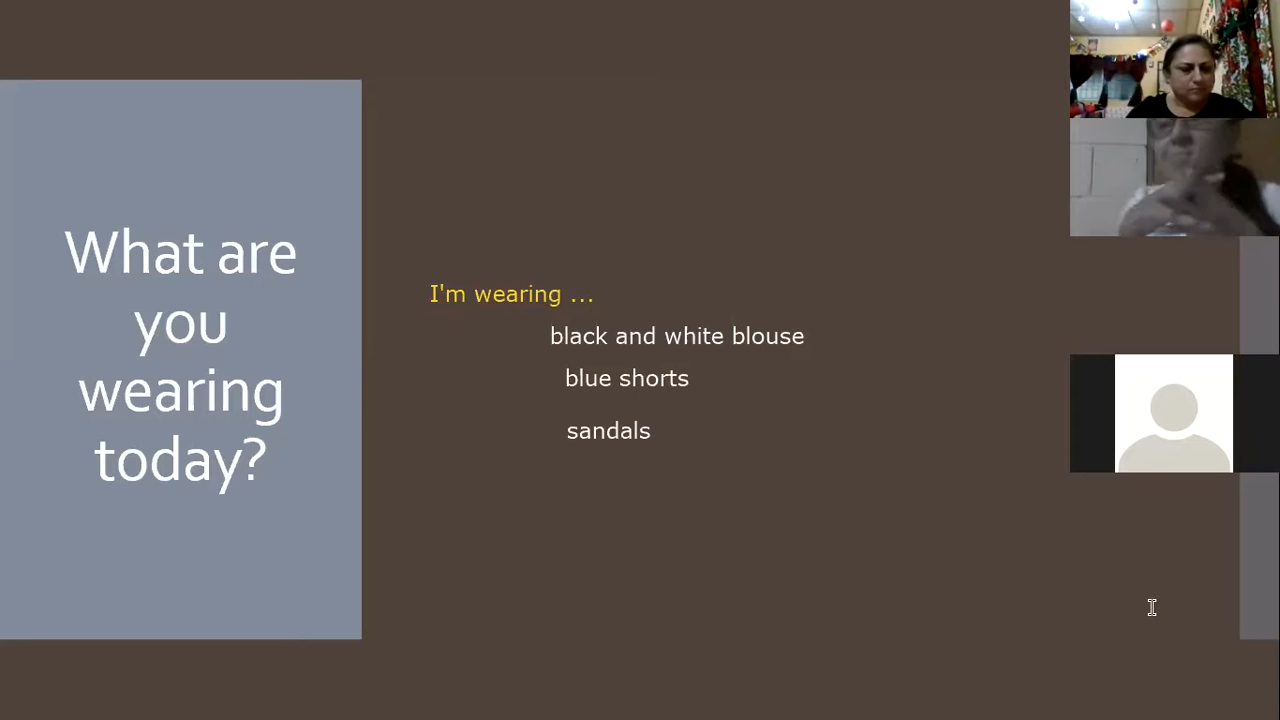 What are
you
wearing
today?
I'm wearing ...
black and white blouse
blue shorts
sandals